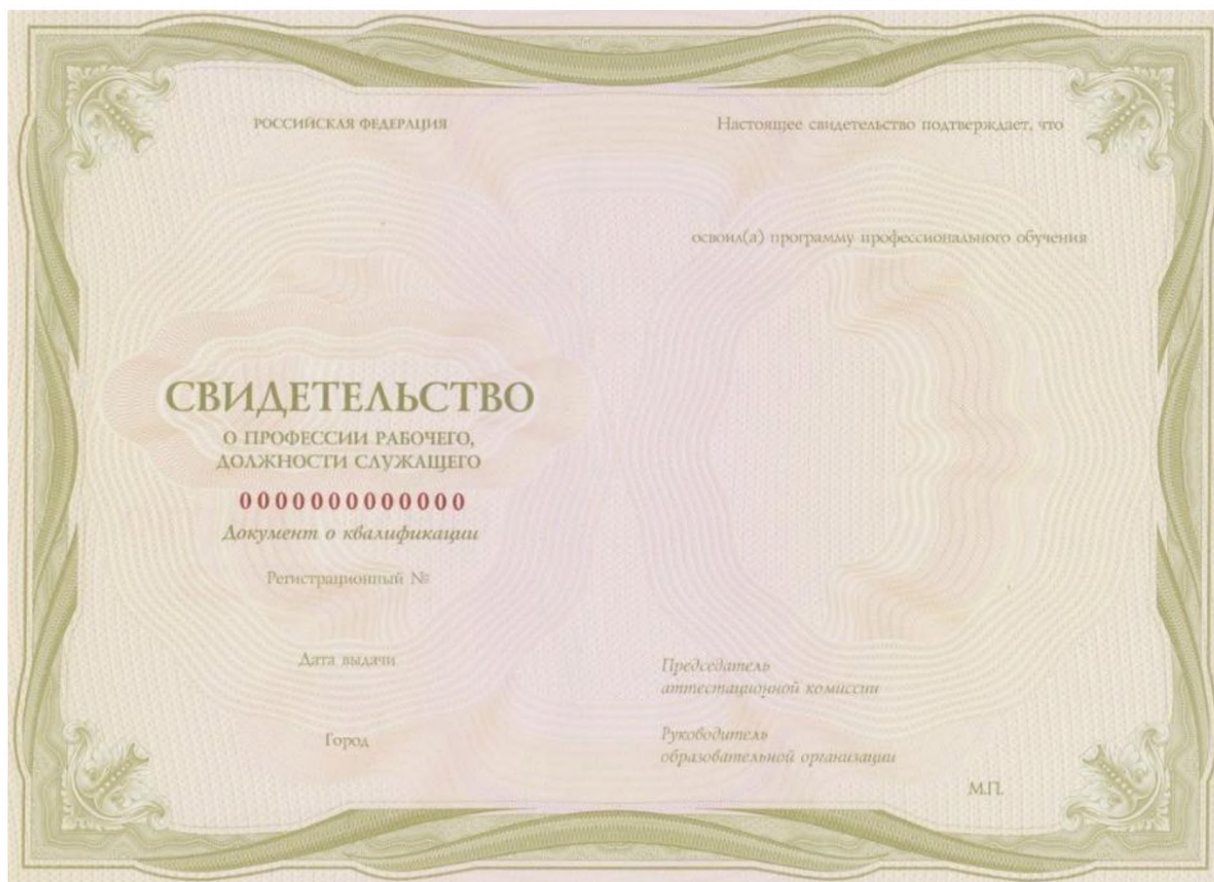 РОССИЙСКАЯ ФЕДЕРАЦИЯ
СВИДЕТЕЛЬСТВО
О ПРОФЕССИИ РАБОЧЕГО,
ДОЛЖНОСТИ СЛУЖАЩЕГО
0000000000000
Документ о квалификации
Регистрационный №
Дата выдачи
Город
Настоящее свидетельство подтверждает, что
освоил(а) программу профессионального обучения
Председатель
аттестационной комиссии
Руководитель
образовательной организации
М.П.